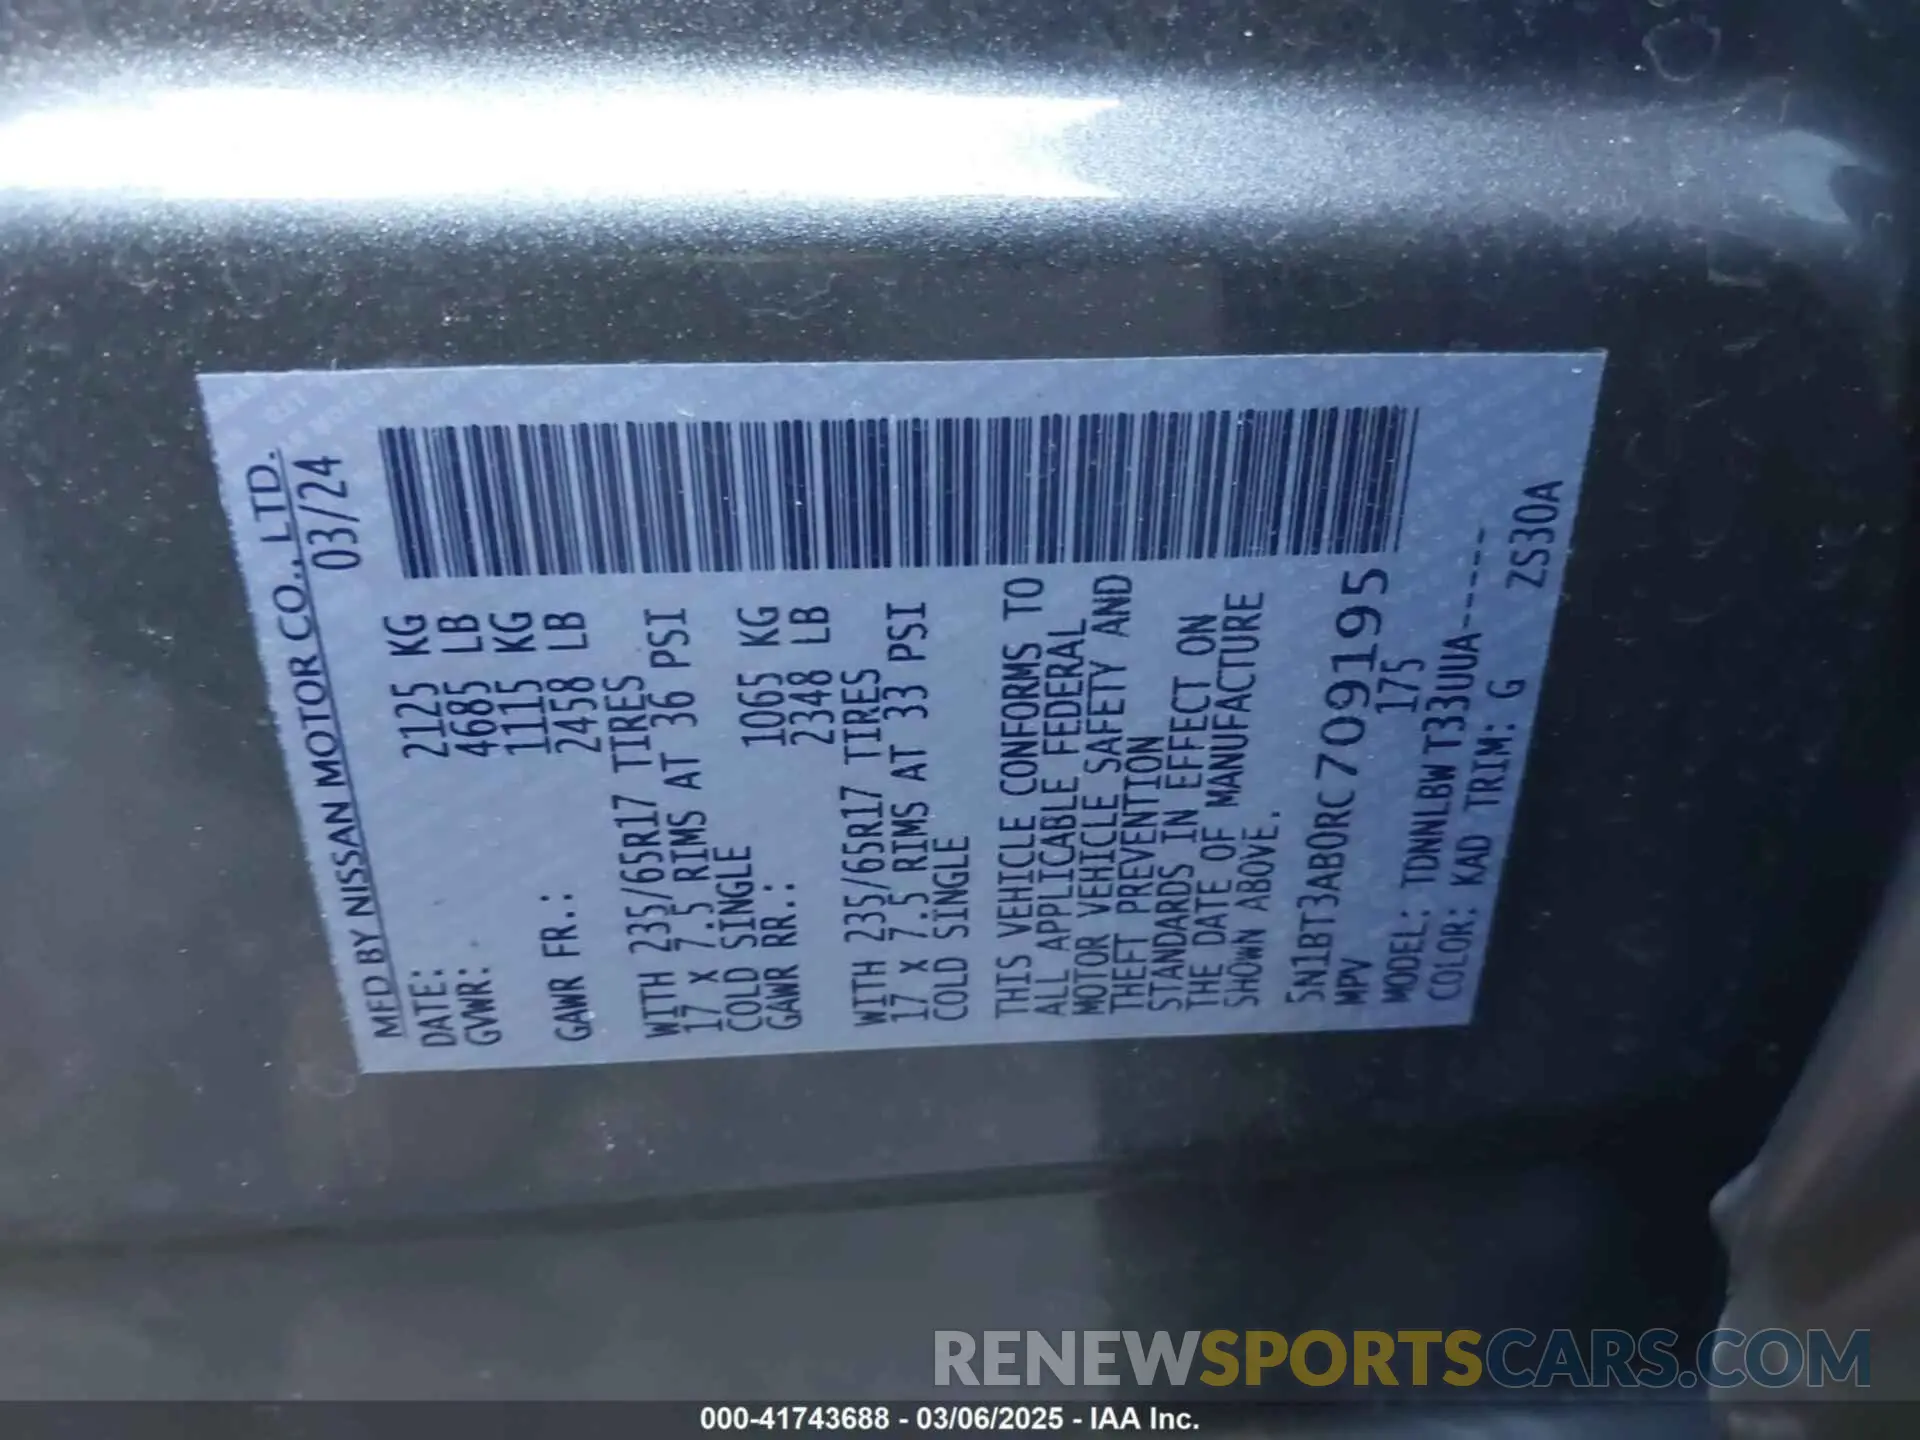 MFD BY NISSAN MOTOR CO., LTD.
DATE: 03/24
GVWR: 2125 KG
4685 LB
1115 KG
GAWR FR.: 2458 LB
WITH 235/65R17 TIRES
17 X 7.5 RIMS AT 36 PSI
COLD SINGLE
GAWR RR.: 1065 KG
2348 LB
WITH 235/65R17 TIRES
17 X 7.5 RIMS AT 33 PSI
COLD SINGLE
THIS VEHICLE CONFORMS TO
ALL APPLICABLE FEDERAL
MOTOR VEHICLE SAFETY AND
THEFT PREVENTION
STANDARDS IN EFFECT ON
THE DATE OF MANUFACTURE
SHOWN ABOVE.
5N1BT3AB0RC709195
MPV 175
MODEL: TDNNLBW T33UUA------
COLOR: KAD TRIM: G ZS30A
RENEWSPORTSCARS.COM
000-41743688 - 03/06/2025 - IAA Inc.